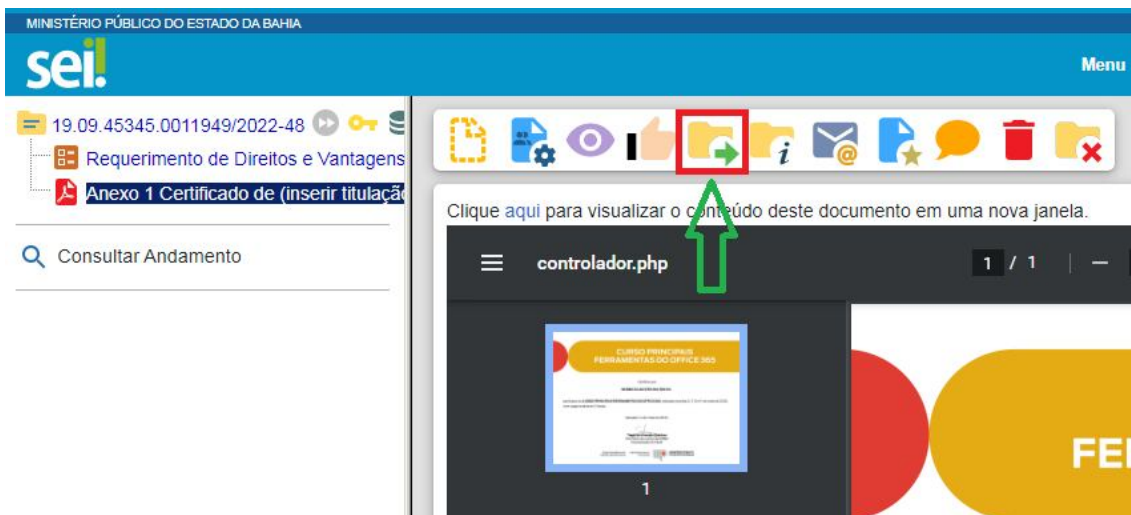 MINISTÉRIO PÚBLICO DO ESTADO DA BAHIA
sei!
Menu
19.09.45345.0011949/2022-48
Requerimento de Direitos e Vantagens
Anexo 1 Certificado de (inserir titulação
Consultar Andamento
Clique aqui para visualizar o conteúdo deste documento em uma nova janela.
controlador.php
1 / 1
CURSO PRINCIPAIS
FERRAMENTAS DO OFFICE 365
1
FE